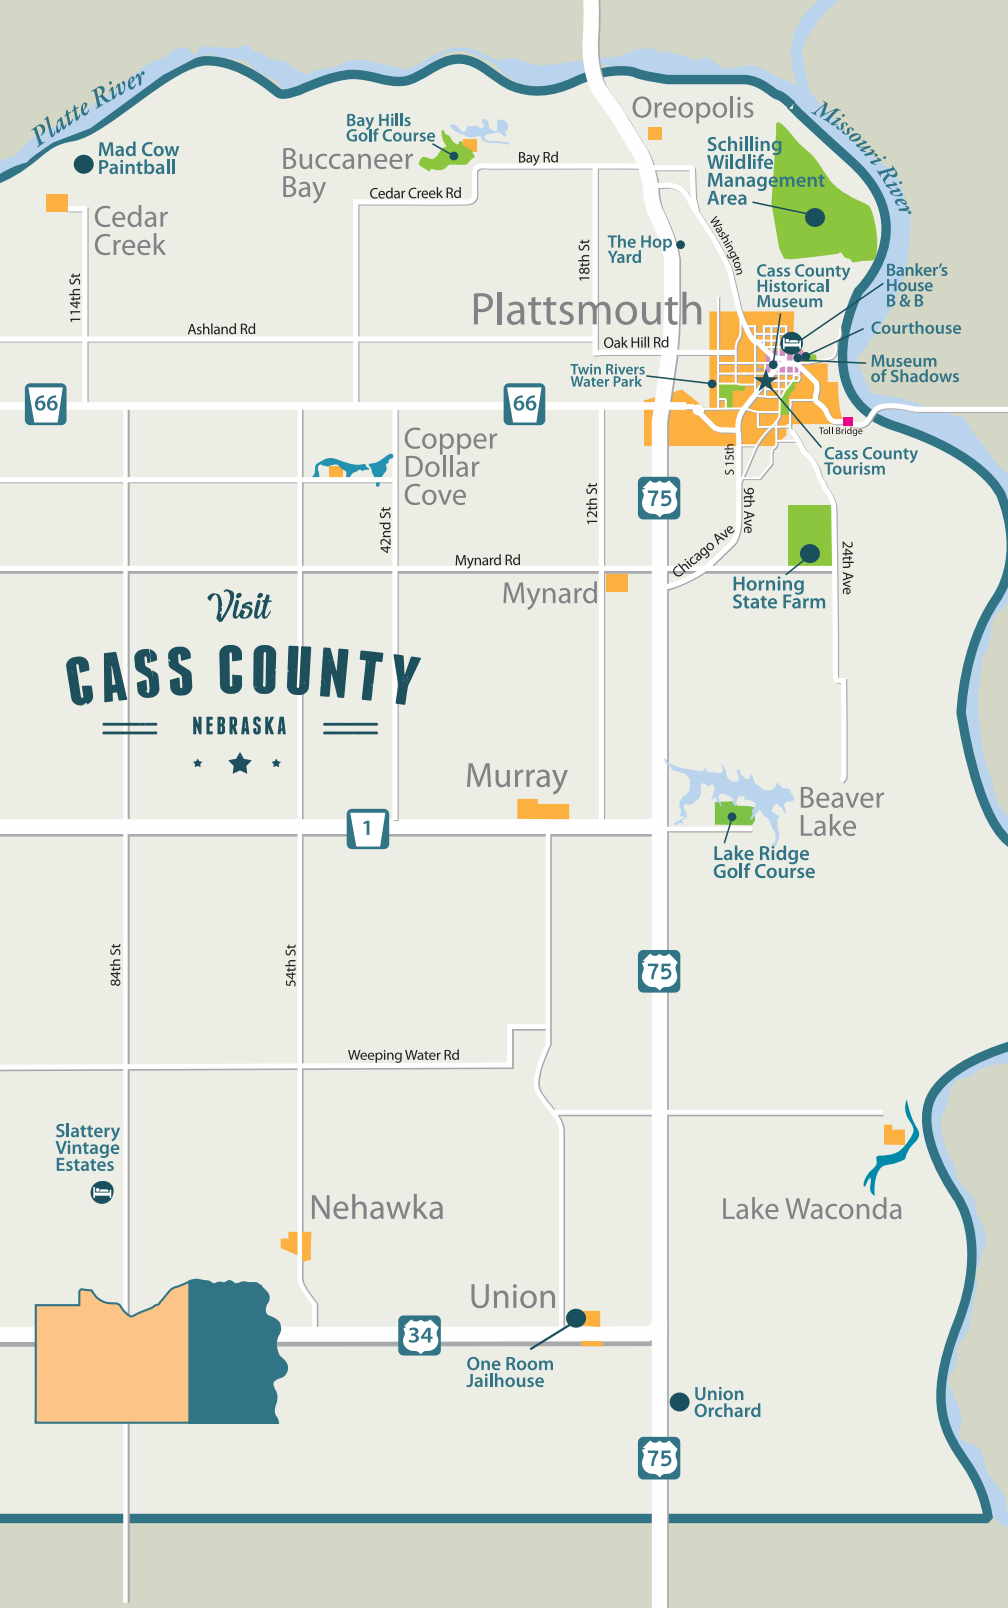 Platte River
Missouri River
Oreopolis
Bay Hills
Golf Course
Mad Cow
Paintball
Buccaneer
Bay
Bay Rd
Cedar Creek Rd
Schilling
Wildlife
Management
Area
Cedar
Creek
114th St
18th St
The Hop
Yard
Washington
Cass County
Historical
Museum
Banker's
House
B & B
Plattsmouth
Courthouse
Ashland Rd
Oak Hill Rd
Museum
of Shadows
Twin Rivers
Water Park
66
66
Toll Bridge
Copper
Dollar
Cove
Cass County
Tourism
S 15th
75
9th Ave
42nd St
12th St
Chicago Ave
24th Ave
Mynard Rd
Mynard
Horning
State Farm
Visit
CASS COUNTY
NEBRASKA
Murray
Beaver
Lake
1
Lake Ridge
Golf Course
84th St
54th St
75
Weeping Water Rd
Slattery
Vintage
Estates
Nehawka
Lake Waconda
Union
34
One Room
Jailhouse
Union
Orchard
75